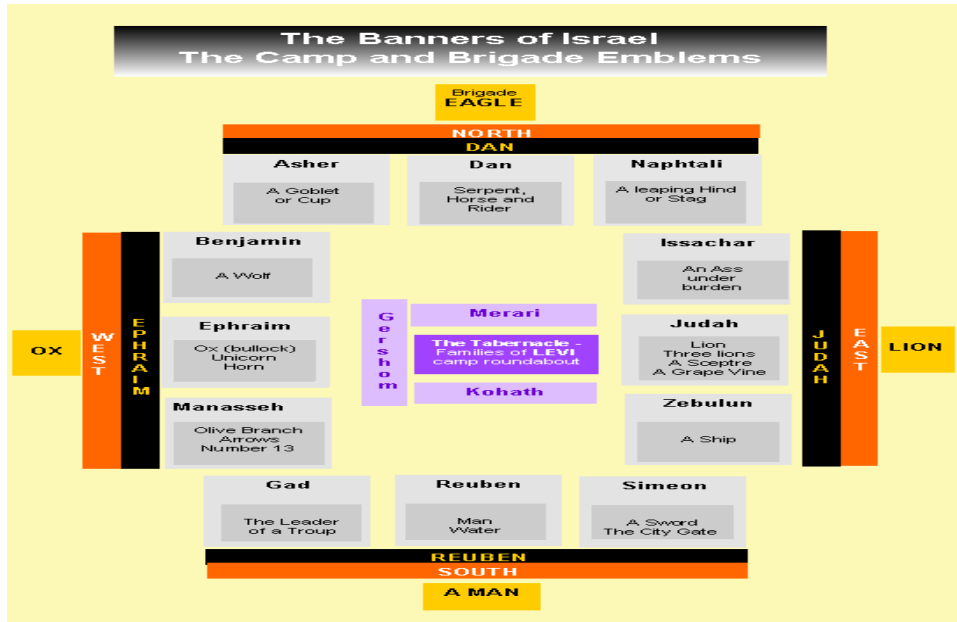 The Banners of Israel
The Camp and Brigade Emblems
Brigade
EAGLE
NORTH
DAN
Asher
A Goblet
or Cup
Dan
Serpent,
Horse and
Rider
Naphtali
A leaping Hind
or Stag
OX
WEST
EPHRAIM
Benjamin
A Wolf
Ephraim
Ox (bullock)
Unicorn
Horn
Manasseh
Olive Branch
Arrows
Number 13
Gershom
Merari
The Tabernacle -
Families of LEVI
camp roundabout
Kohath
Issachar
An Ass
under
burden
Judah
Lion
Three lions
A Sceptre
A Grape Vine
Zebulun
A Ship
JUDAH
EAST
LION
Gad
The Leader
of a Troup
Reuben
Man
Water
Simeon
A Sword
The City Gate
REUBEN
SOUTH
A MAN